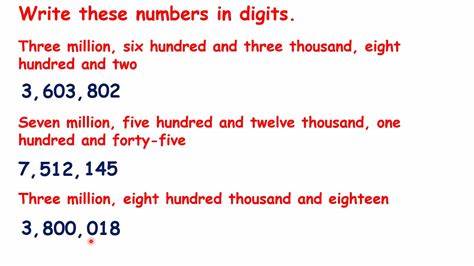 Write these numbers in digits.
Three million, six hundred and three thousand, eight
hundred and two
3,603,802
Seven million, five hundred and twelve thousand, one
hundred and forty-five
7,512,145
Three million, eight hundred thousand and eighteen
3,800,018